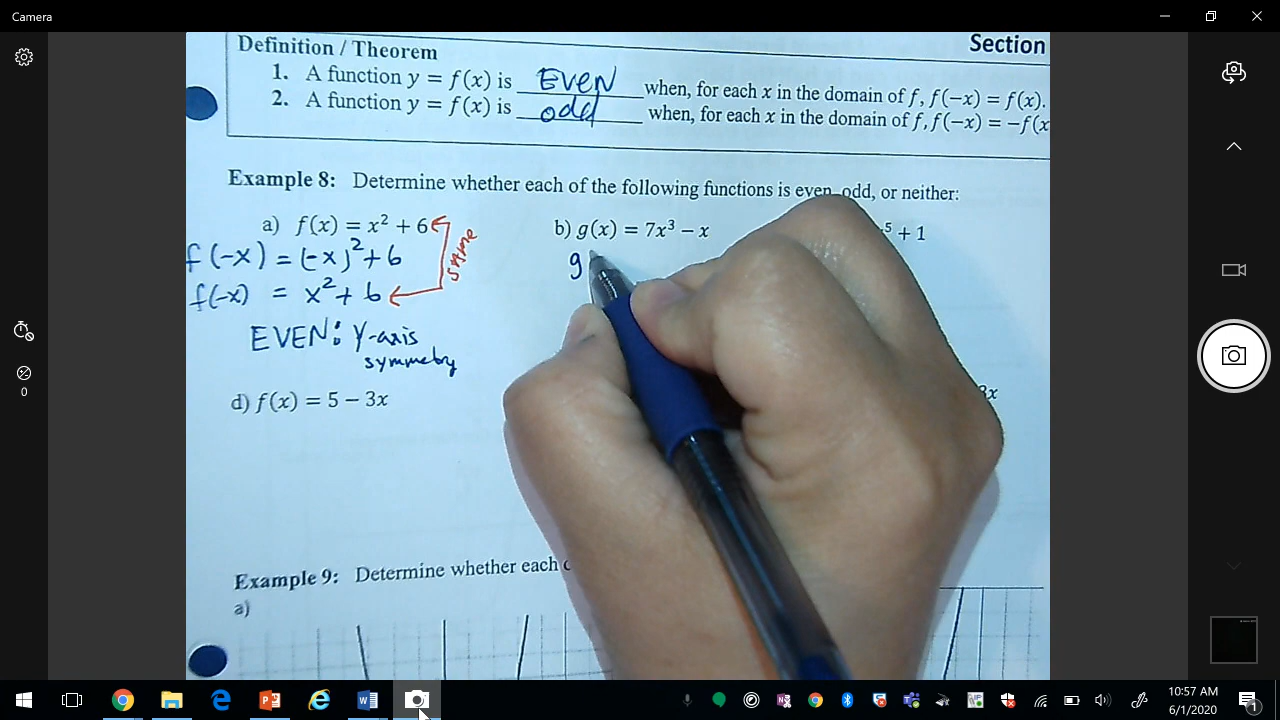 Camera
Section
Definition / Theorem
1. A function y = f(x) is EVEN when, for each x in the domain of f, f(−x) = f(x).
2. A function y = f(x) is odd when, for each x in the domain of f, f(−x) = −f(x
Example 8: Determine whether each of the following functions is even, odd, or neither:
a) f(x) = x² + 6
b) g(x) = 7x³ − x
⁵ + 1
f(-x) = (-x)² + 6
g
same
f(-x) = x² + 6
EVEN: Y-axis
symmetry
d) f(x) = 5 − 3x
x
Example 9: Determine whether each
a)
0
10:57 AM
6/1/2020
1